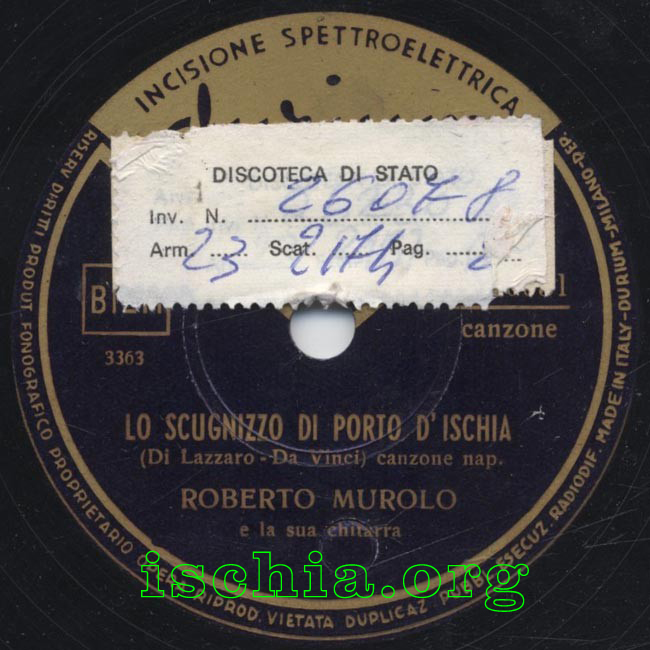 INCISIONE SPETTROELETTRICA
DISCOTECA DI STATO
Inv. N. 26078
Arm. 23 Scat. 217h Pag.
canzone
3363
LO SCUGNIZZO DI PORTO D'ISCHIA
(Di Lazzaro - Da Vinci) canzone nap.
ROBERTO MUROLO
e la sua chitarra
ischia.org
RISERV. DIRITTI PRODUT. FONOGRAFICO PROPRIETARIO RIPROD. VIETATA DUPLICAZ. PUBBL. ESECUZ. RADIODIF. MADE IN ITALY-DURIUM-MILANO-DEP.